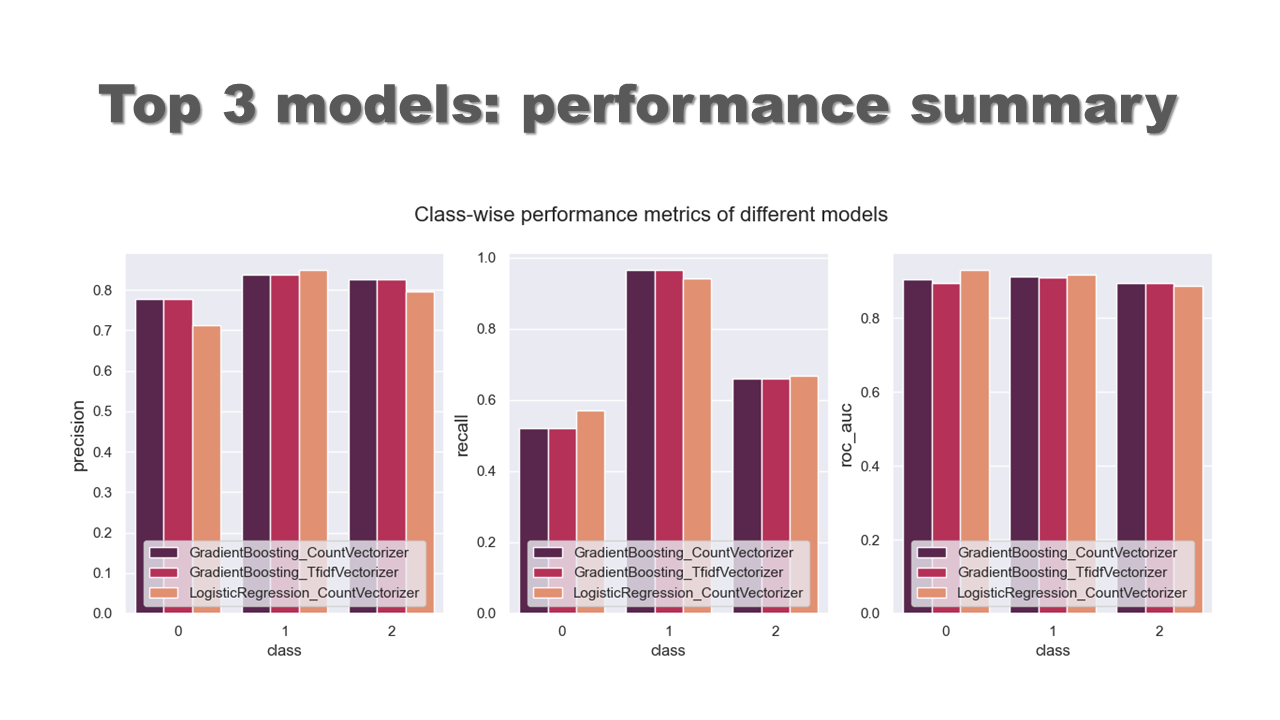 Top 3 models: performance summary
Class-wise performance metrics of different models
precision
0.8
0.7
0.6
0.5
0.4
0.3
0.2
0.1
0.0
GradientBoosting_CountVectorizer
GradientBoosting_TfidfVectorizer
LogisticRegression_CountVectorizer
0 1 2
class
recall
1.0
0.8
0.6
0.4
0.2
0.0
GradientBoosting_CountVectorizer
GradientBoosting_TfidfVectorizer
LogisticRegression_CountVectorizer
0 1 2
class
roc_auc
0.8
0.6
0.4
0.2
0.0
GradientBoosting_CountVectorizer
GradientBoosting_TfidfVectorizer
LogisticRegression_CountVectorizer
0 1 2
class